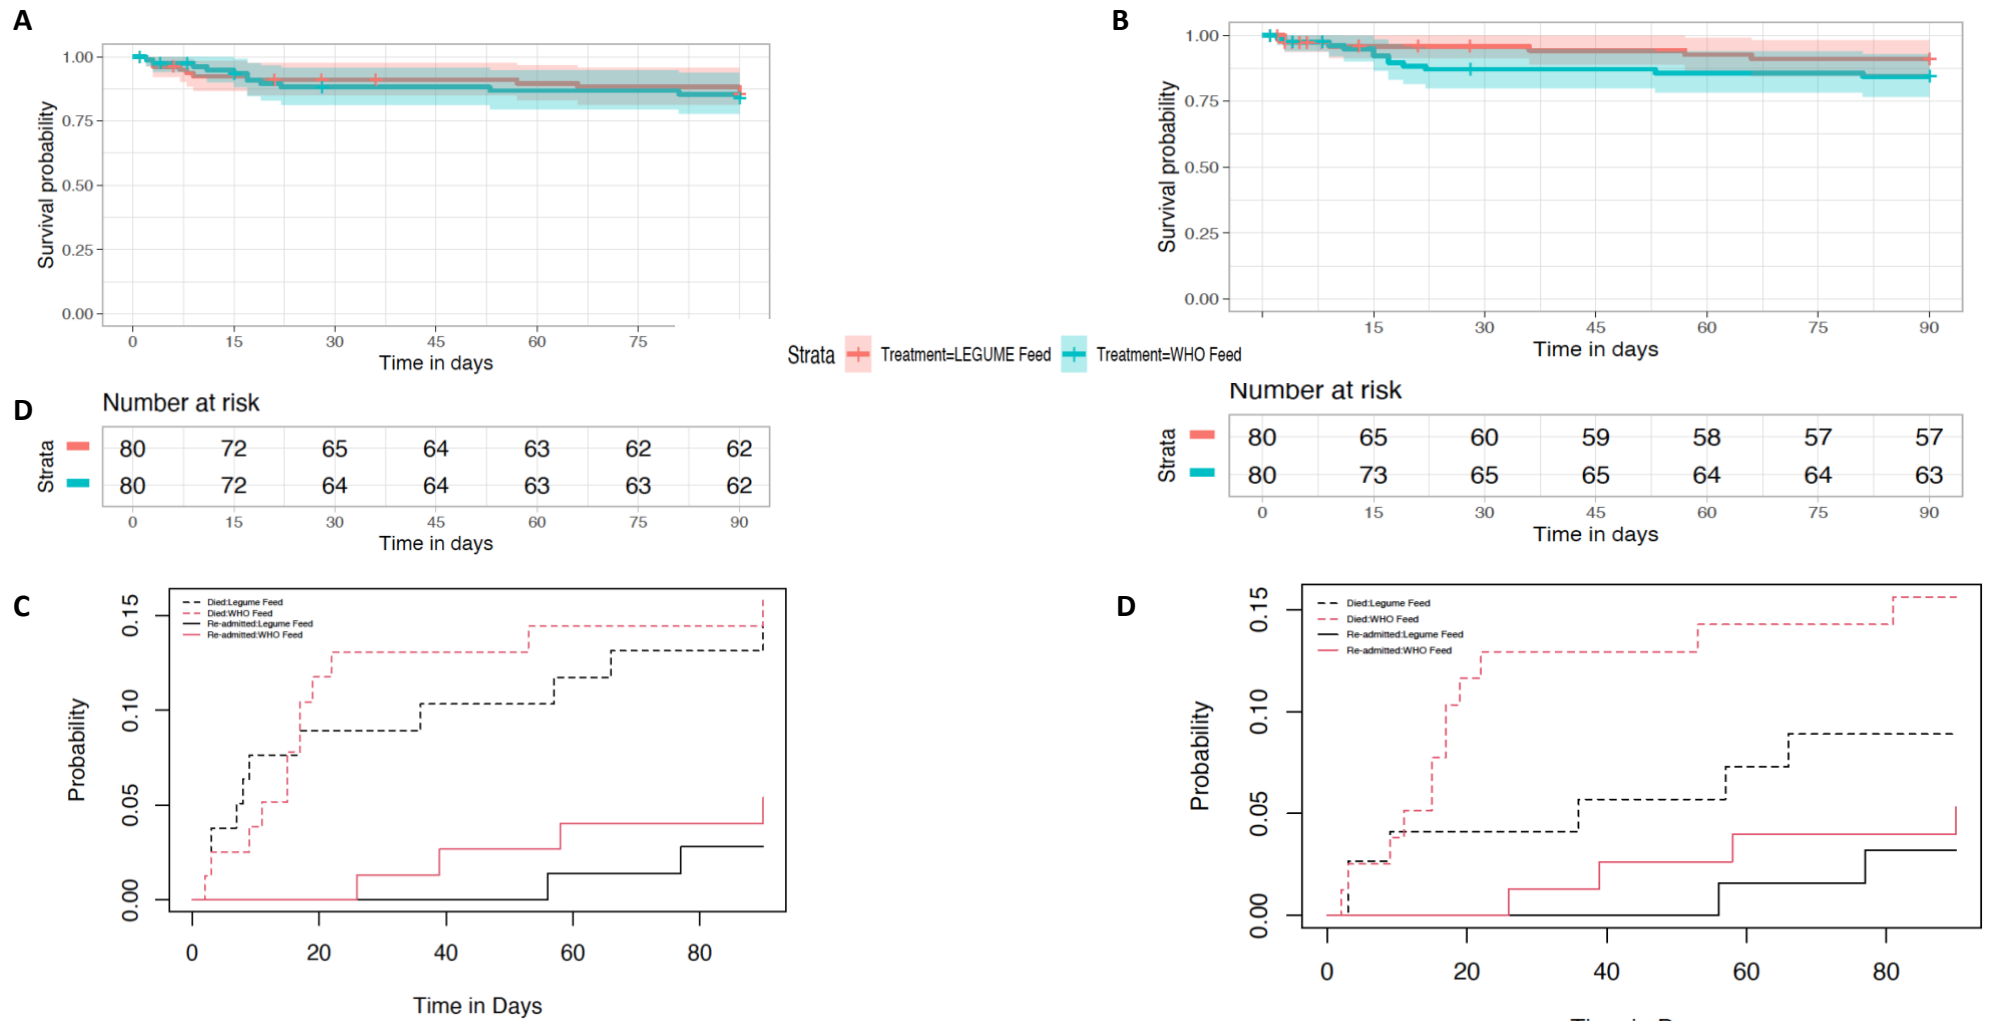 A
Survival probability
1.00
0.75
0.50
0.25
0.00
0 15 30 45 60 75
Time in days
B
Survival probability
1.00
0.75
0.50
0.25
0.00
15 30 45 60 75 90
Time in days
Strata Treatment=LEGUME Feed Treatment=WHO Feed
D
Number at risk
Strata
80 72 65 64 63 62 62
80 72 64 64 63 63 62
0 15 30 45 60 75 90
Time in days
Number at risk
Strata
80 65 60 59 58 57 57
80 73 65 65 64 64 63
0 15 30 45 60 75 90
Time in days
C
Probability
0.15
0.10
0.05
0.00
Died:Legume Feed
Died:WHO Feed
Re-admitted:Legume Feed
Re-admitted:WHO Feed
0 20 40 60 80
Time in Days
D
Probability
0.15
0.10
0.05
0.00
Died:Legume Feed
Died:WHO Feed
Re-admitted:Legume Feed
Re-admitted:WHO Feed
0 20 40 60 80